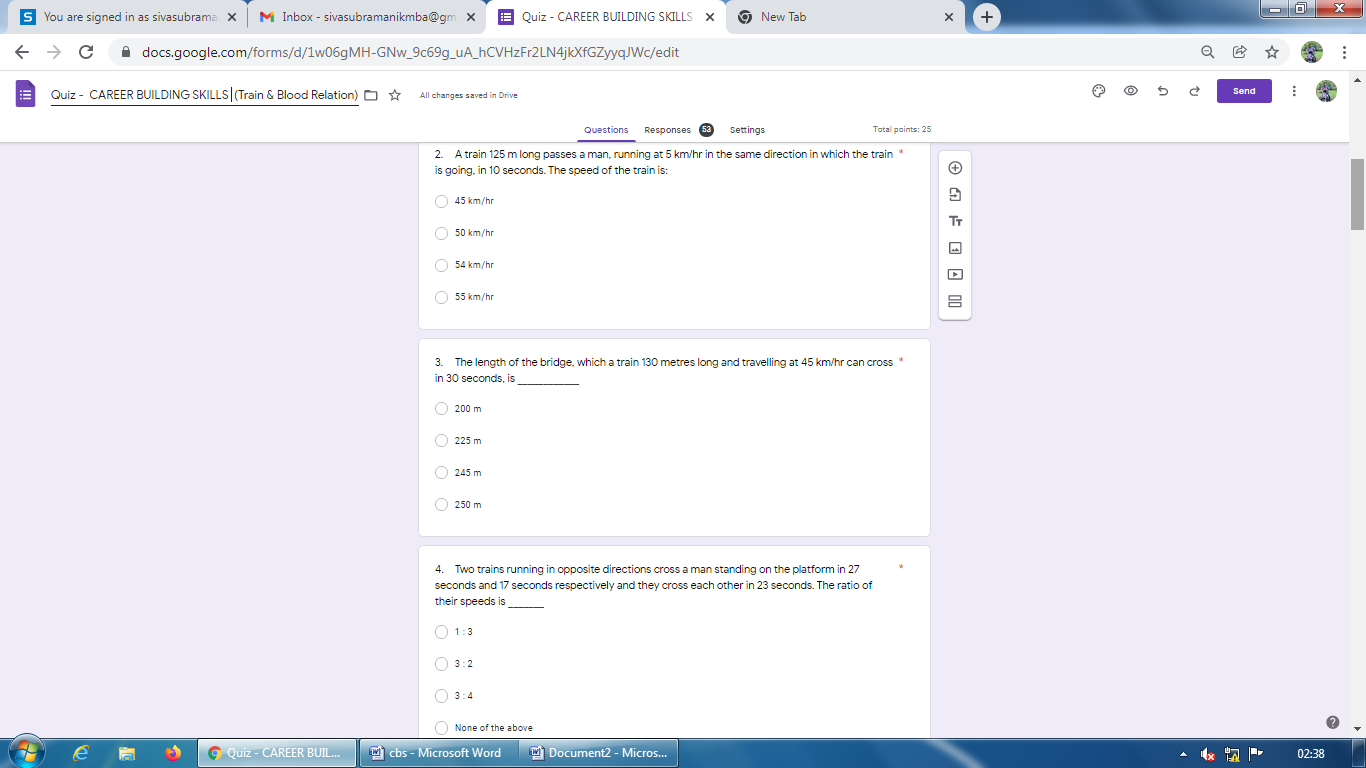 You are signed in as sivasubrama
Inbox - sivasubramanikmba@gm
Quiz - CAREER BUILDING SKILLS
New Tab
docs.google.com/forms/d/1w06gMH-GNw_9c69g_uA_hCVHzFr2LN4jkXfGZyyqJWc/edit
Quiz - CAREER BUILDING SKILLS (Train & Blood Relation)
All changes saved in Drive
Send
Questions
Responses 53
Settings
Total points: 25
2. A train 125 m long passes a man, running at 5 km/hr in the same direction in which the train *
is going, in 10 seconds. The speed of the train is:
45 km/hr
50 km/hr
54 km/hr
55 km/hr
3. The length of the bridge, which a train 130 metres long and travelling at 45 km/hr can cross *
in 30 seconds, is ____________
200 m
225 m
245 m
250 m
4. Two trains running in opposite directions cross a man standing on the platform in 27 *
seconds and 17 seconds respectively and they cross each other in 23 seconds. The ratio of
their speeds is _______
1 : 3
3 : 2
3 : 4
None of the above
Quiz - CAREER BUIL...
cbs - Microsoft Word
Document2 - Micros...
02:38